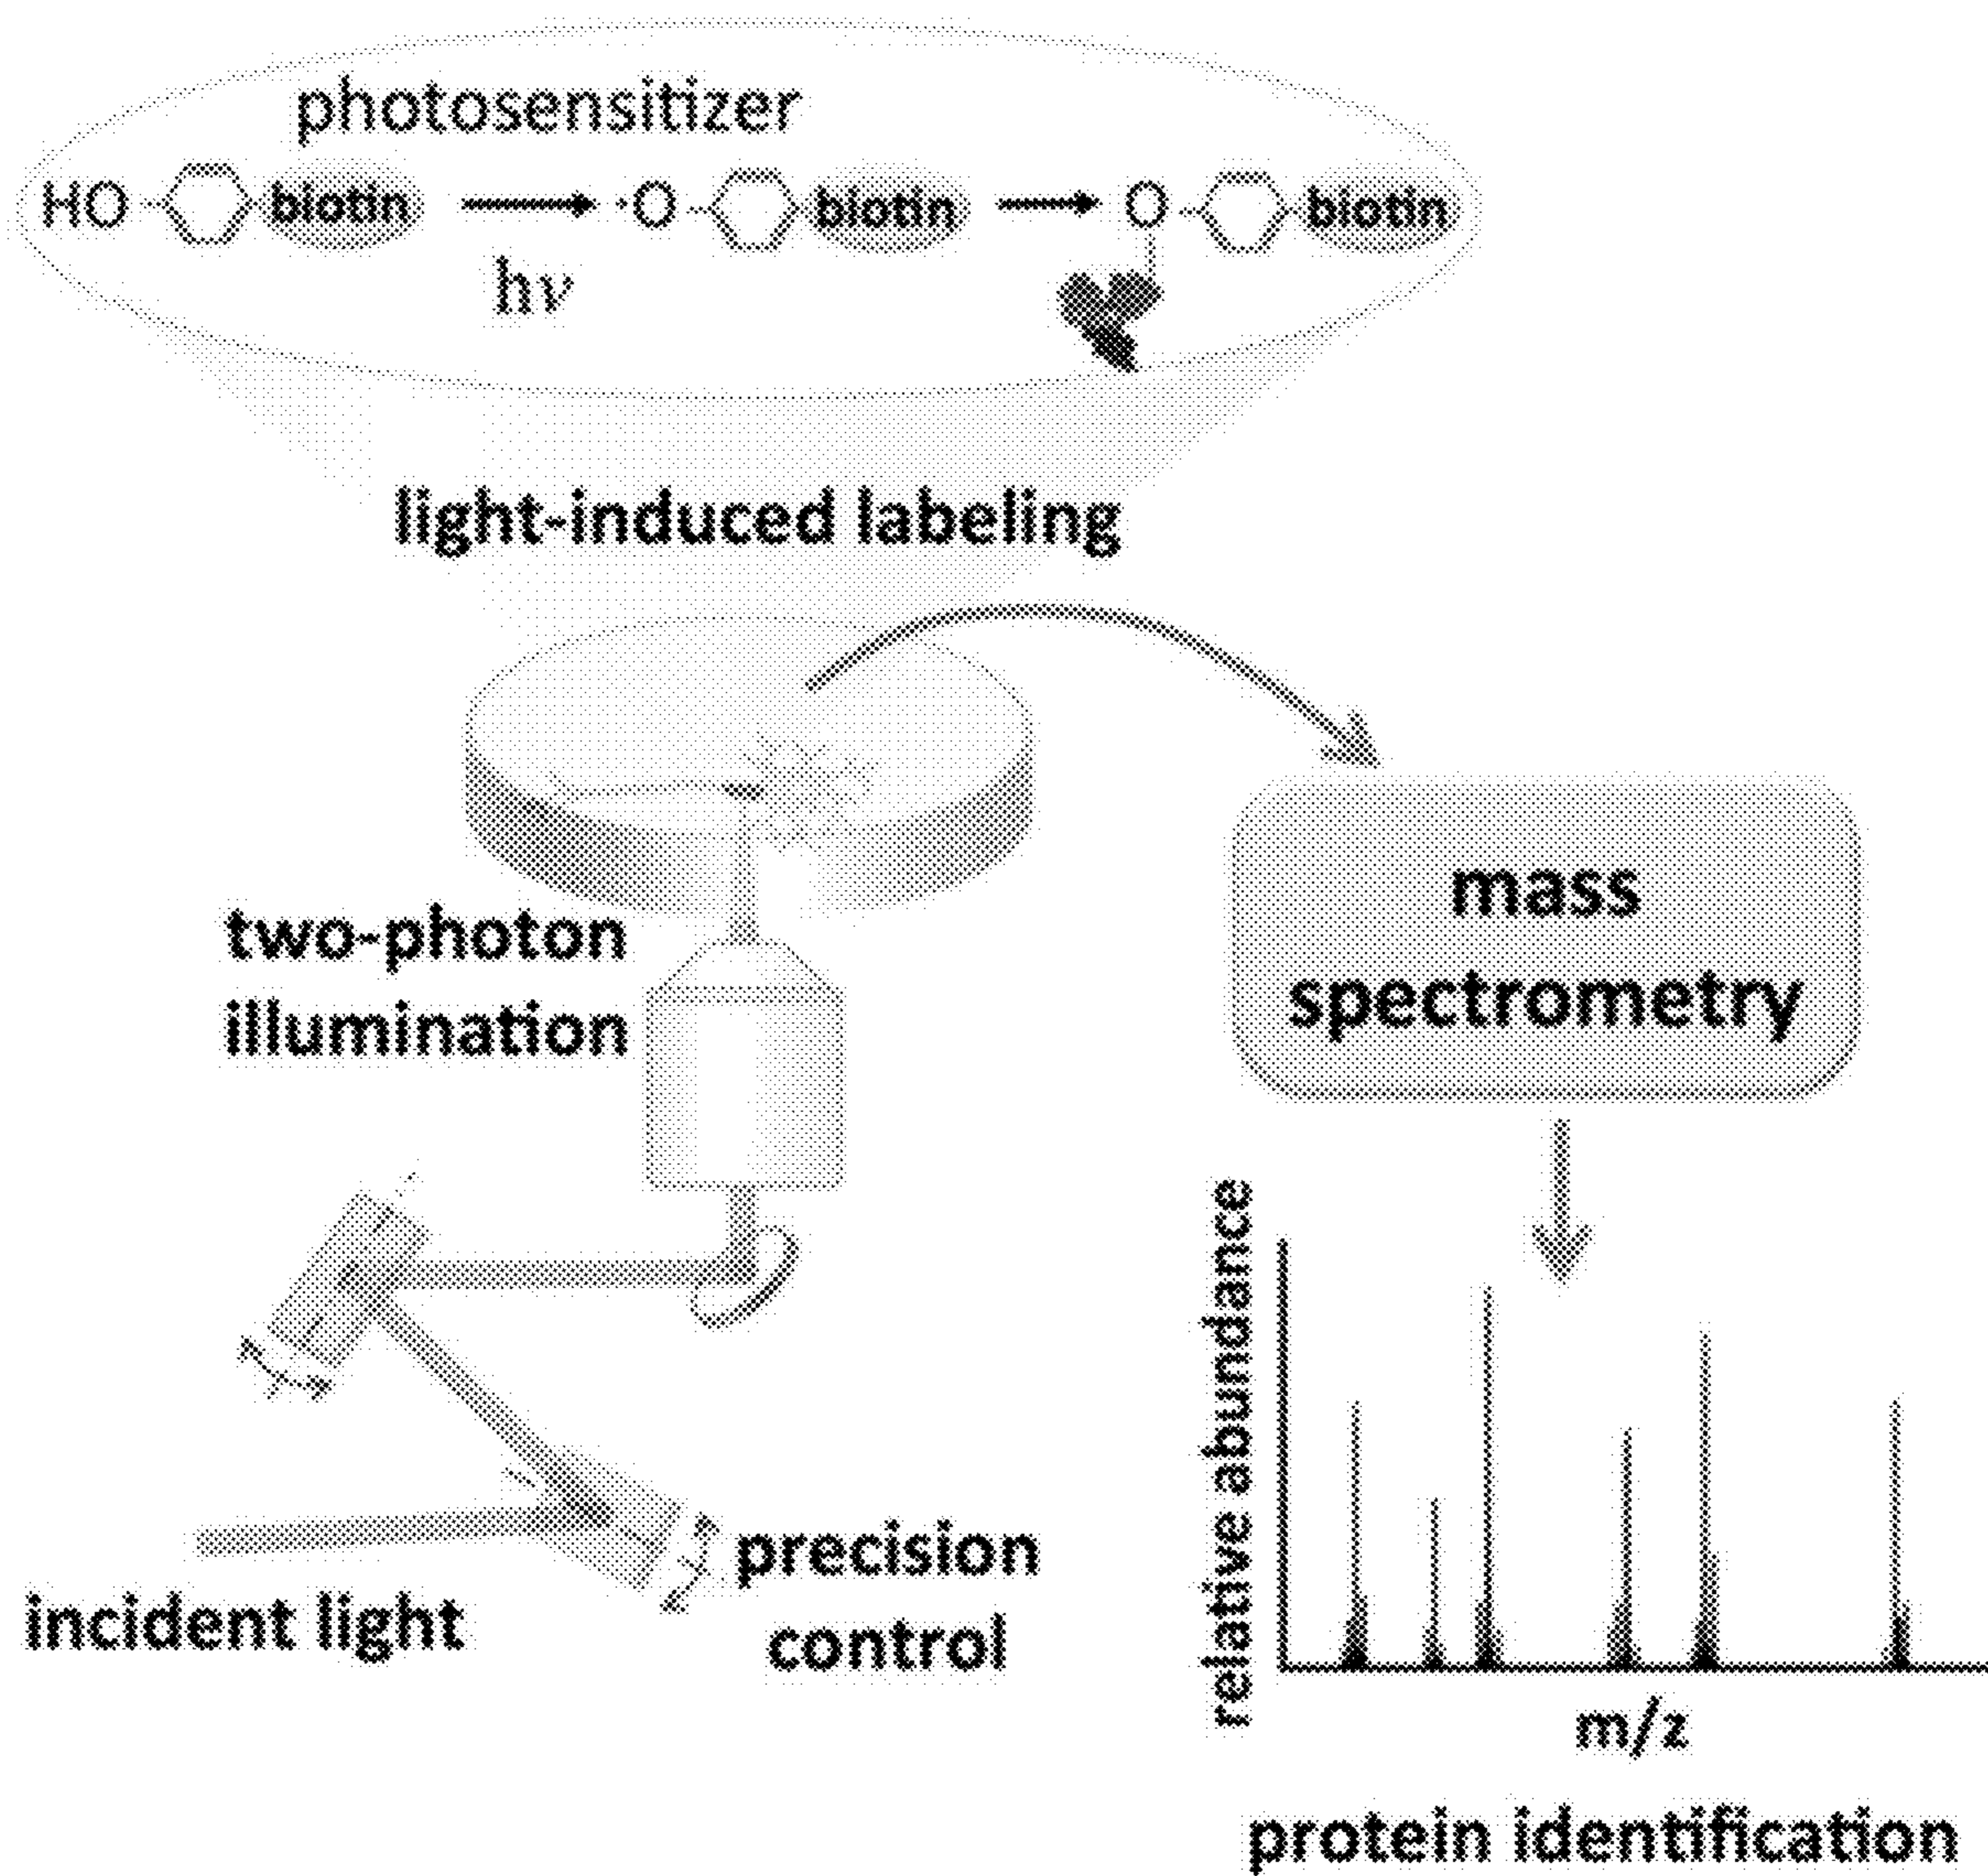 photosensitizer
HO biotin ·O biotin O biotin
hν
light-induced labeling
two-photon
illumination
mass
spectrometry
relative abundance
incident light
precision
control
m/z
protein identification